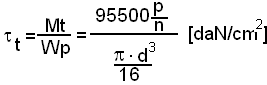 τt = Mt/Wp = (95500 p/n)/(π · d³/16) [daN/cm²]